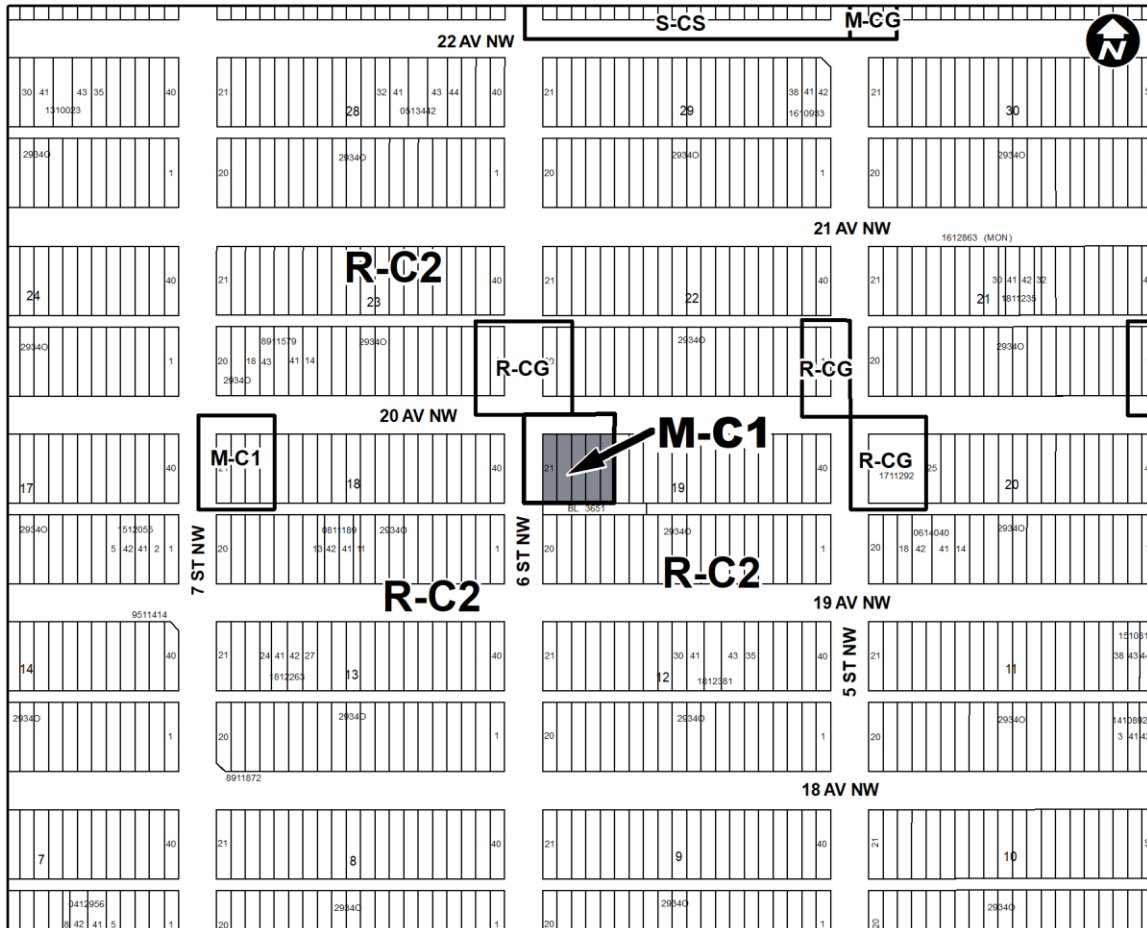 S-CS M-CG
22 AV NW
N
30 41 43 35 40 21 32 41 43 44 40 21 38 41 42 21
1310023 28 0513442 29 1610983 30
2934O 2934O 2934O 2934O
1 20 1 20 1 20
21 AV NW
1612863 (MON)
R-C2
40 21 40 21 40 21 30 41 42 32
24 23 22 21 1811235
2934O 8911579 2934O 2934O 2934O
1 20 18 43 41 14 R-CG R-CG 1 20
2934O
20 AV NW
M-C1
M-C1 R-CG
40 40 21 40 25
1711292
17 18 19 20
BL 3651
2934O 1512055 0811189 2934O 2934O 0614040 2934O
5 42 41 2 1 20 13 42 41 11 1 20 1 20 18 42 41 14
7 ST NW
6 ST NW
R-C2
R-C2
19 AV NW
9511414
5 ST NW
40 21 24 41 42 27 40 21 30 41 43 35 40 21 38 43 44
14 1812263 13 12 1812381 11
2934O 2934O 2934O 2934O 1410892
1 20 1 20 1 20 3 41
8911872
18 AV NW
40 21 40 21 40 21
7 8 9 10
0412956 2934O 2934O 2934O
8 42 41 5 1 20 1 20 1 20